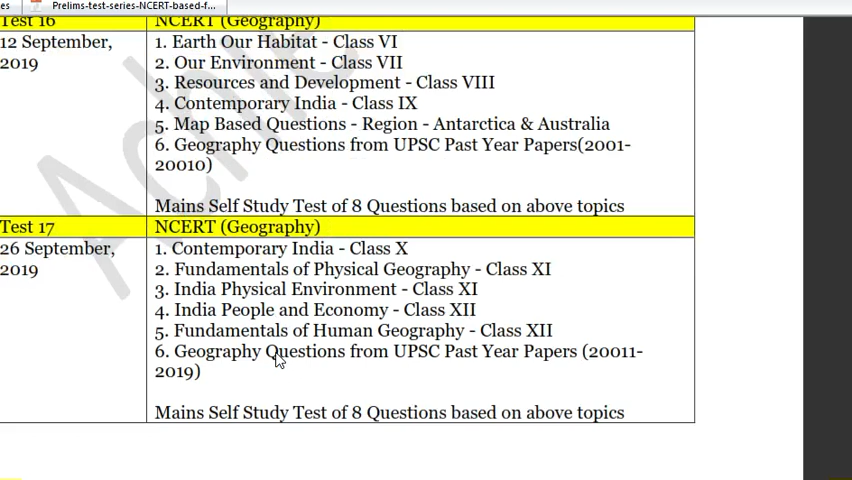 es
Prelims-test-series-NCERT-based-f...
Test 16
NCERT (Geography)
12 September,
2019
1. Earth Our Habitat - Class VI
2. Our Environment - Class VII
3. Resources and Development - Class VIII
4. Contemporary India - Class IX
5. Map Based Questions - Region - Antarctica & Australia
6. Geography Questions from UPSC Past Year Papers(2001-
20010)
Mains Self Study Test of 8 Questions based on above topics
Test 17
NCERT (Geography)
26 September,
2019
1. Contemporary India - Class X
2. Fundamentals of Physical Geography - Class XI
3. India Physical Environment - Class XI
4. India People and Economy - Class XII
5. Fundamentals of Human Geography - Class XII
6. Geography Questions from UPSC Past Year Papers (20011-
2019)
Mains Self Study Test of 8 Questions based on above topics
Achie